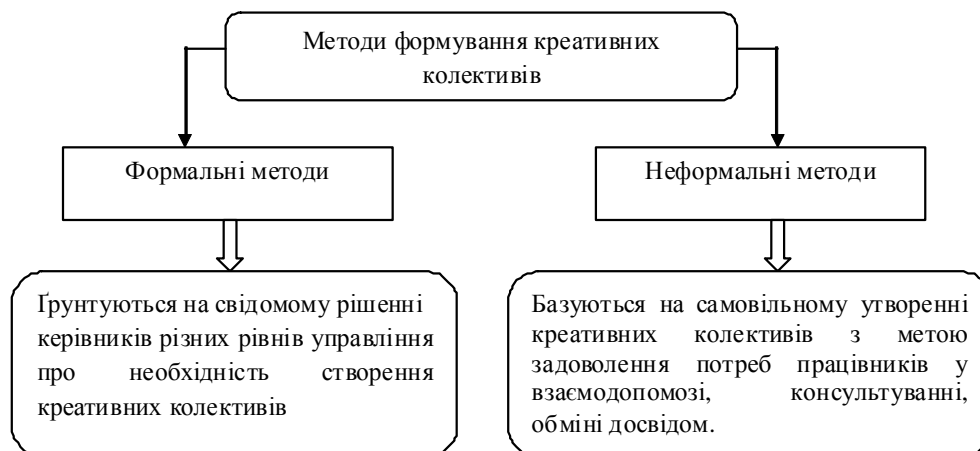 Методи формування креативних
колективів
Формальні методи
Неформальні методи
Ґрунтуються на свідомому рішенні
керівників різних рівнів управління
про необхідність створення
креативних колективів
Базуються на самовільному утворенні
креативних колективів з метою
задоволення потреб працівників у
взаємодопомозі, консультуванні,
обміні досвідом.